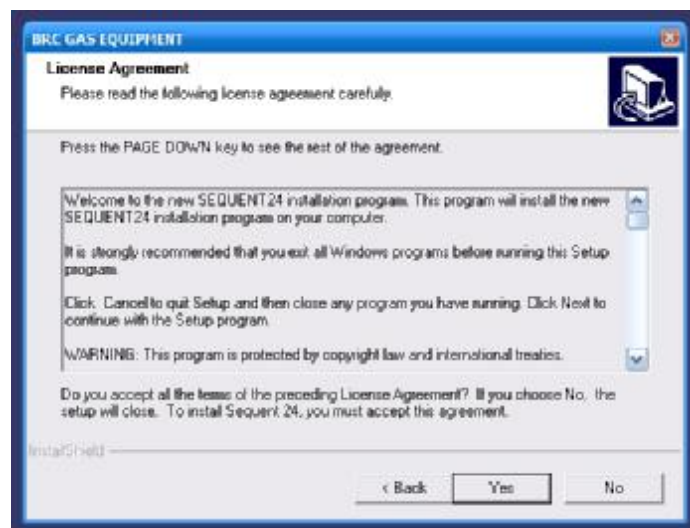 BRC GAS EQUIPMENT
License Agreement
Please read the following license agreement carefully.
Press the PAGE DOWN key to see the rest of the agreement.
Welcome to the new SEQUENT24 installation program. This program will install the new
SEQUENT24 installation program on your computer.
It is strongly recommended that you exit all Windows programs before running this Setup
program.
Click Cancel to quit Setup and then close any program you have running. Click Next to
continue with the Setup program.
WARNING: This program is protected by copyright law and international treaties.
Do you accept all the terms of the preceding License Agreement? If you choose No, the
setup will close. To install Sequent 24, you must accept this agreement.
InstallShield
< Back Yes No